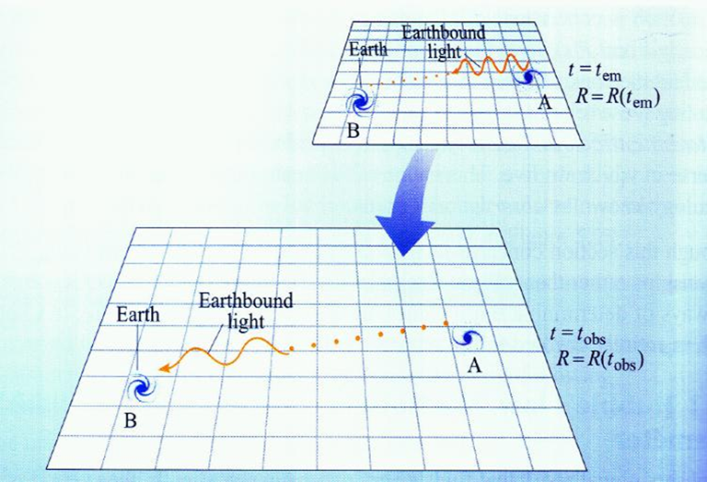 Earthbound
light
Earth
t = t_em
R = R(t_em)
A
B
Earthbound
light
Earth
t = t_obs
R = R(t_obs)
A
B